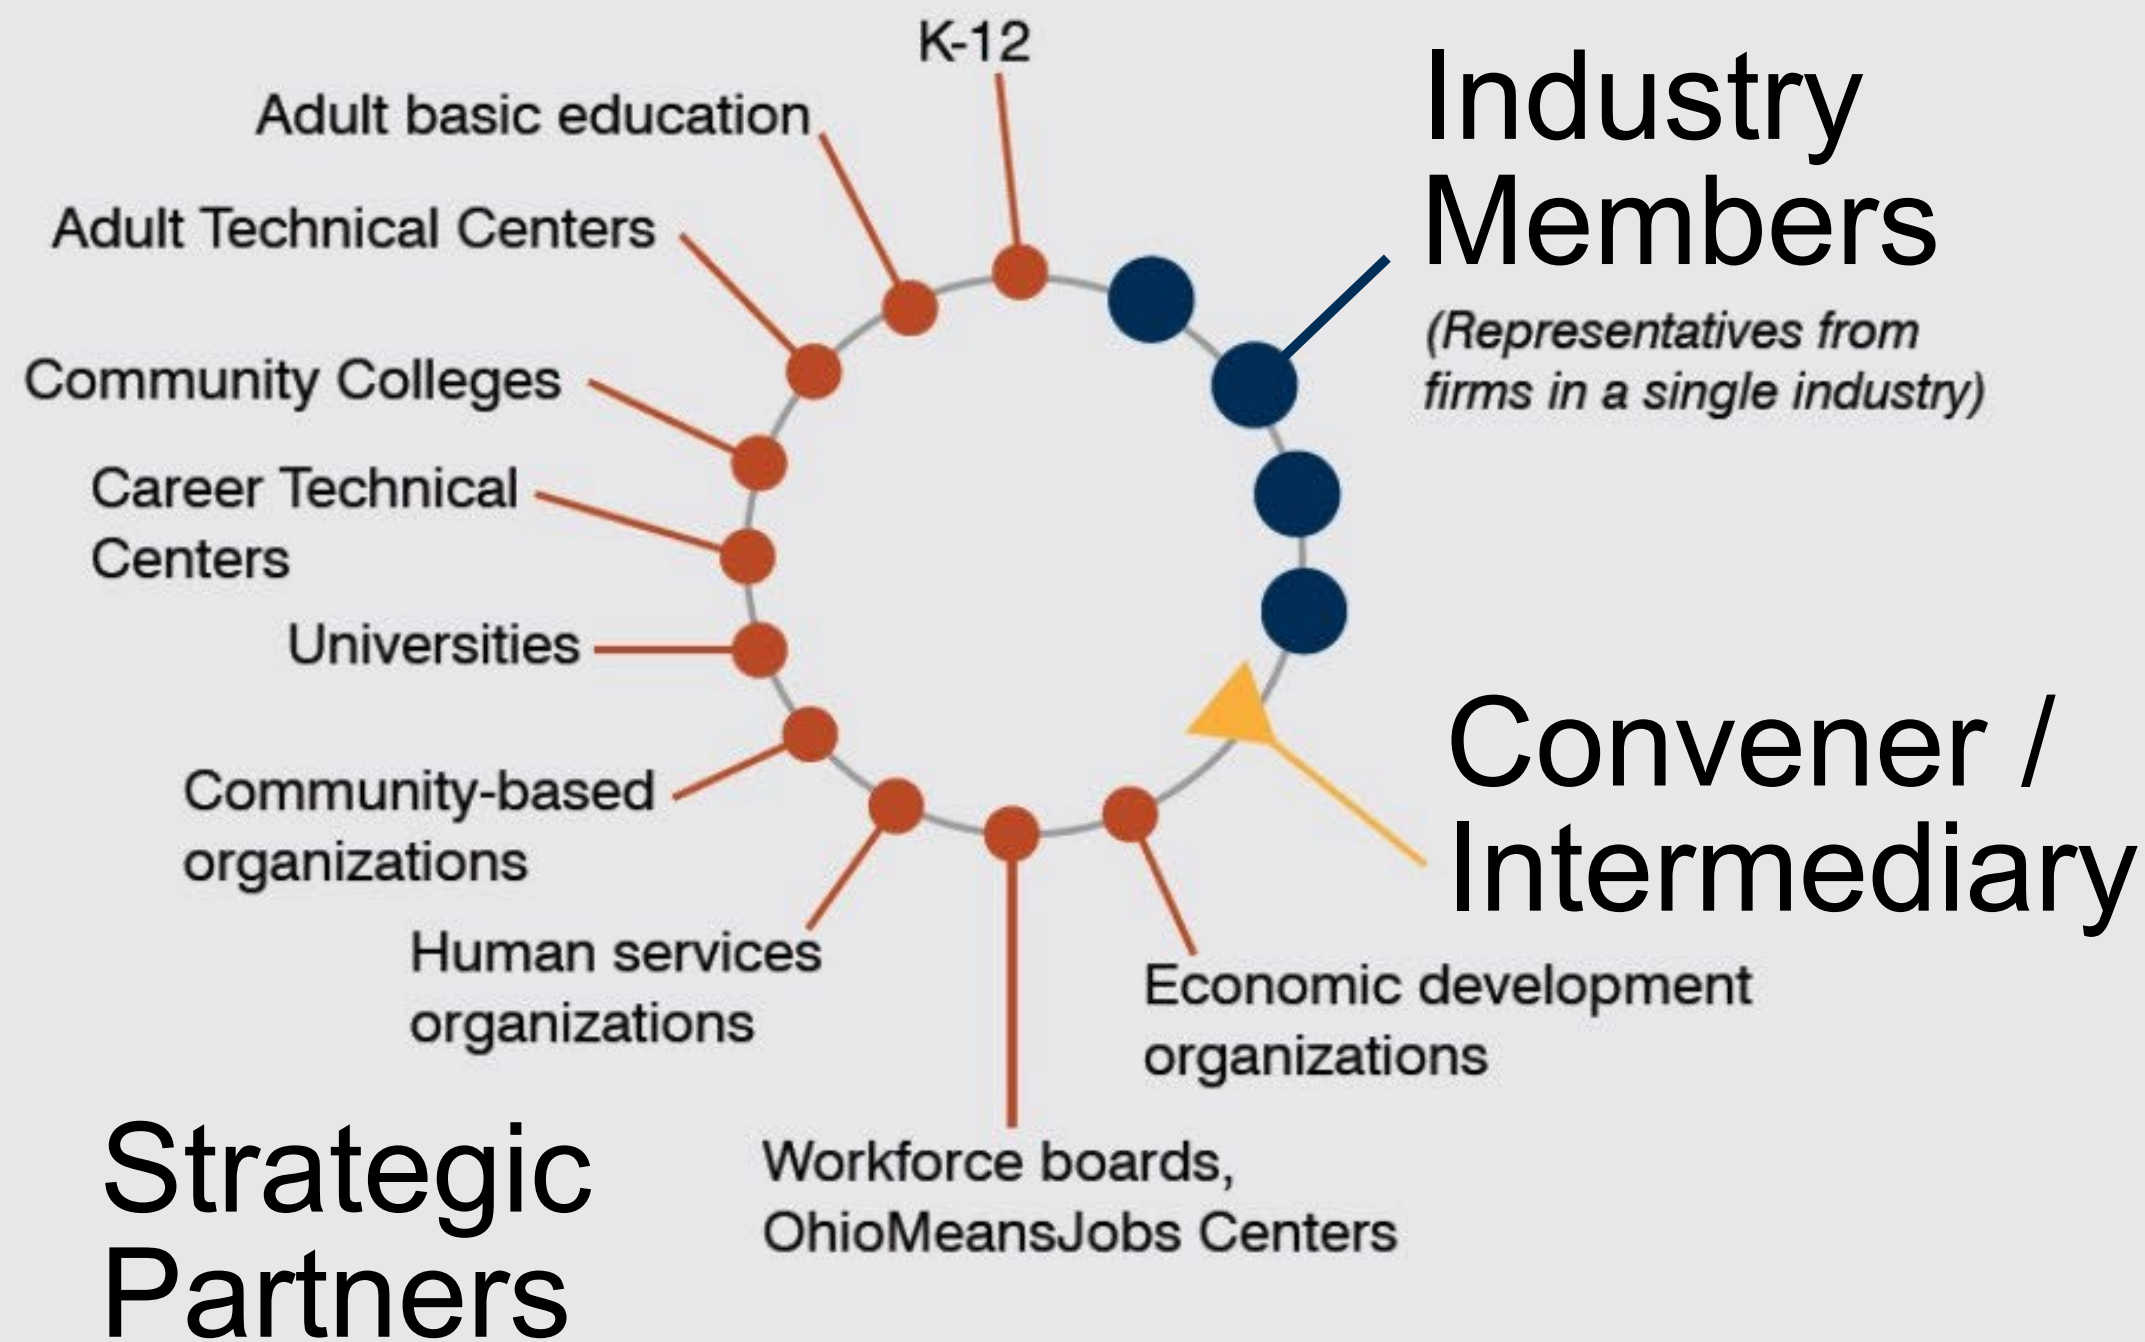 K-12
Adult basic education
Adult Technical Centers
Community Colleges
Career Technical
Centers
Universities
Community-based
organizations
Human services
organizations
Workforce boards,
OhioMeansJobs Centers
Economic development
organizations
Industry
Members
(Representatives from
firms in a single industry)
Convener /
Intermediary
Strategic
Partners